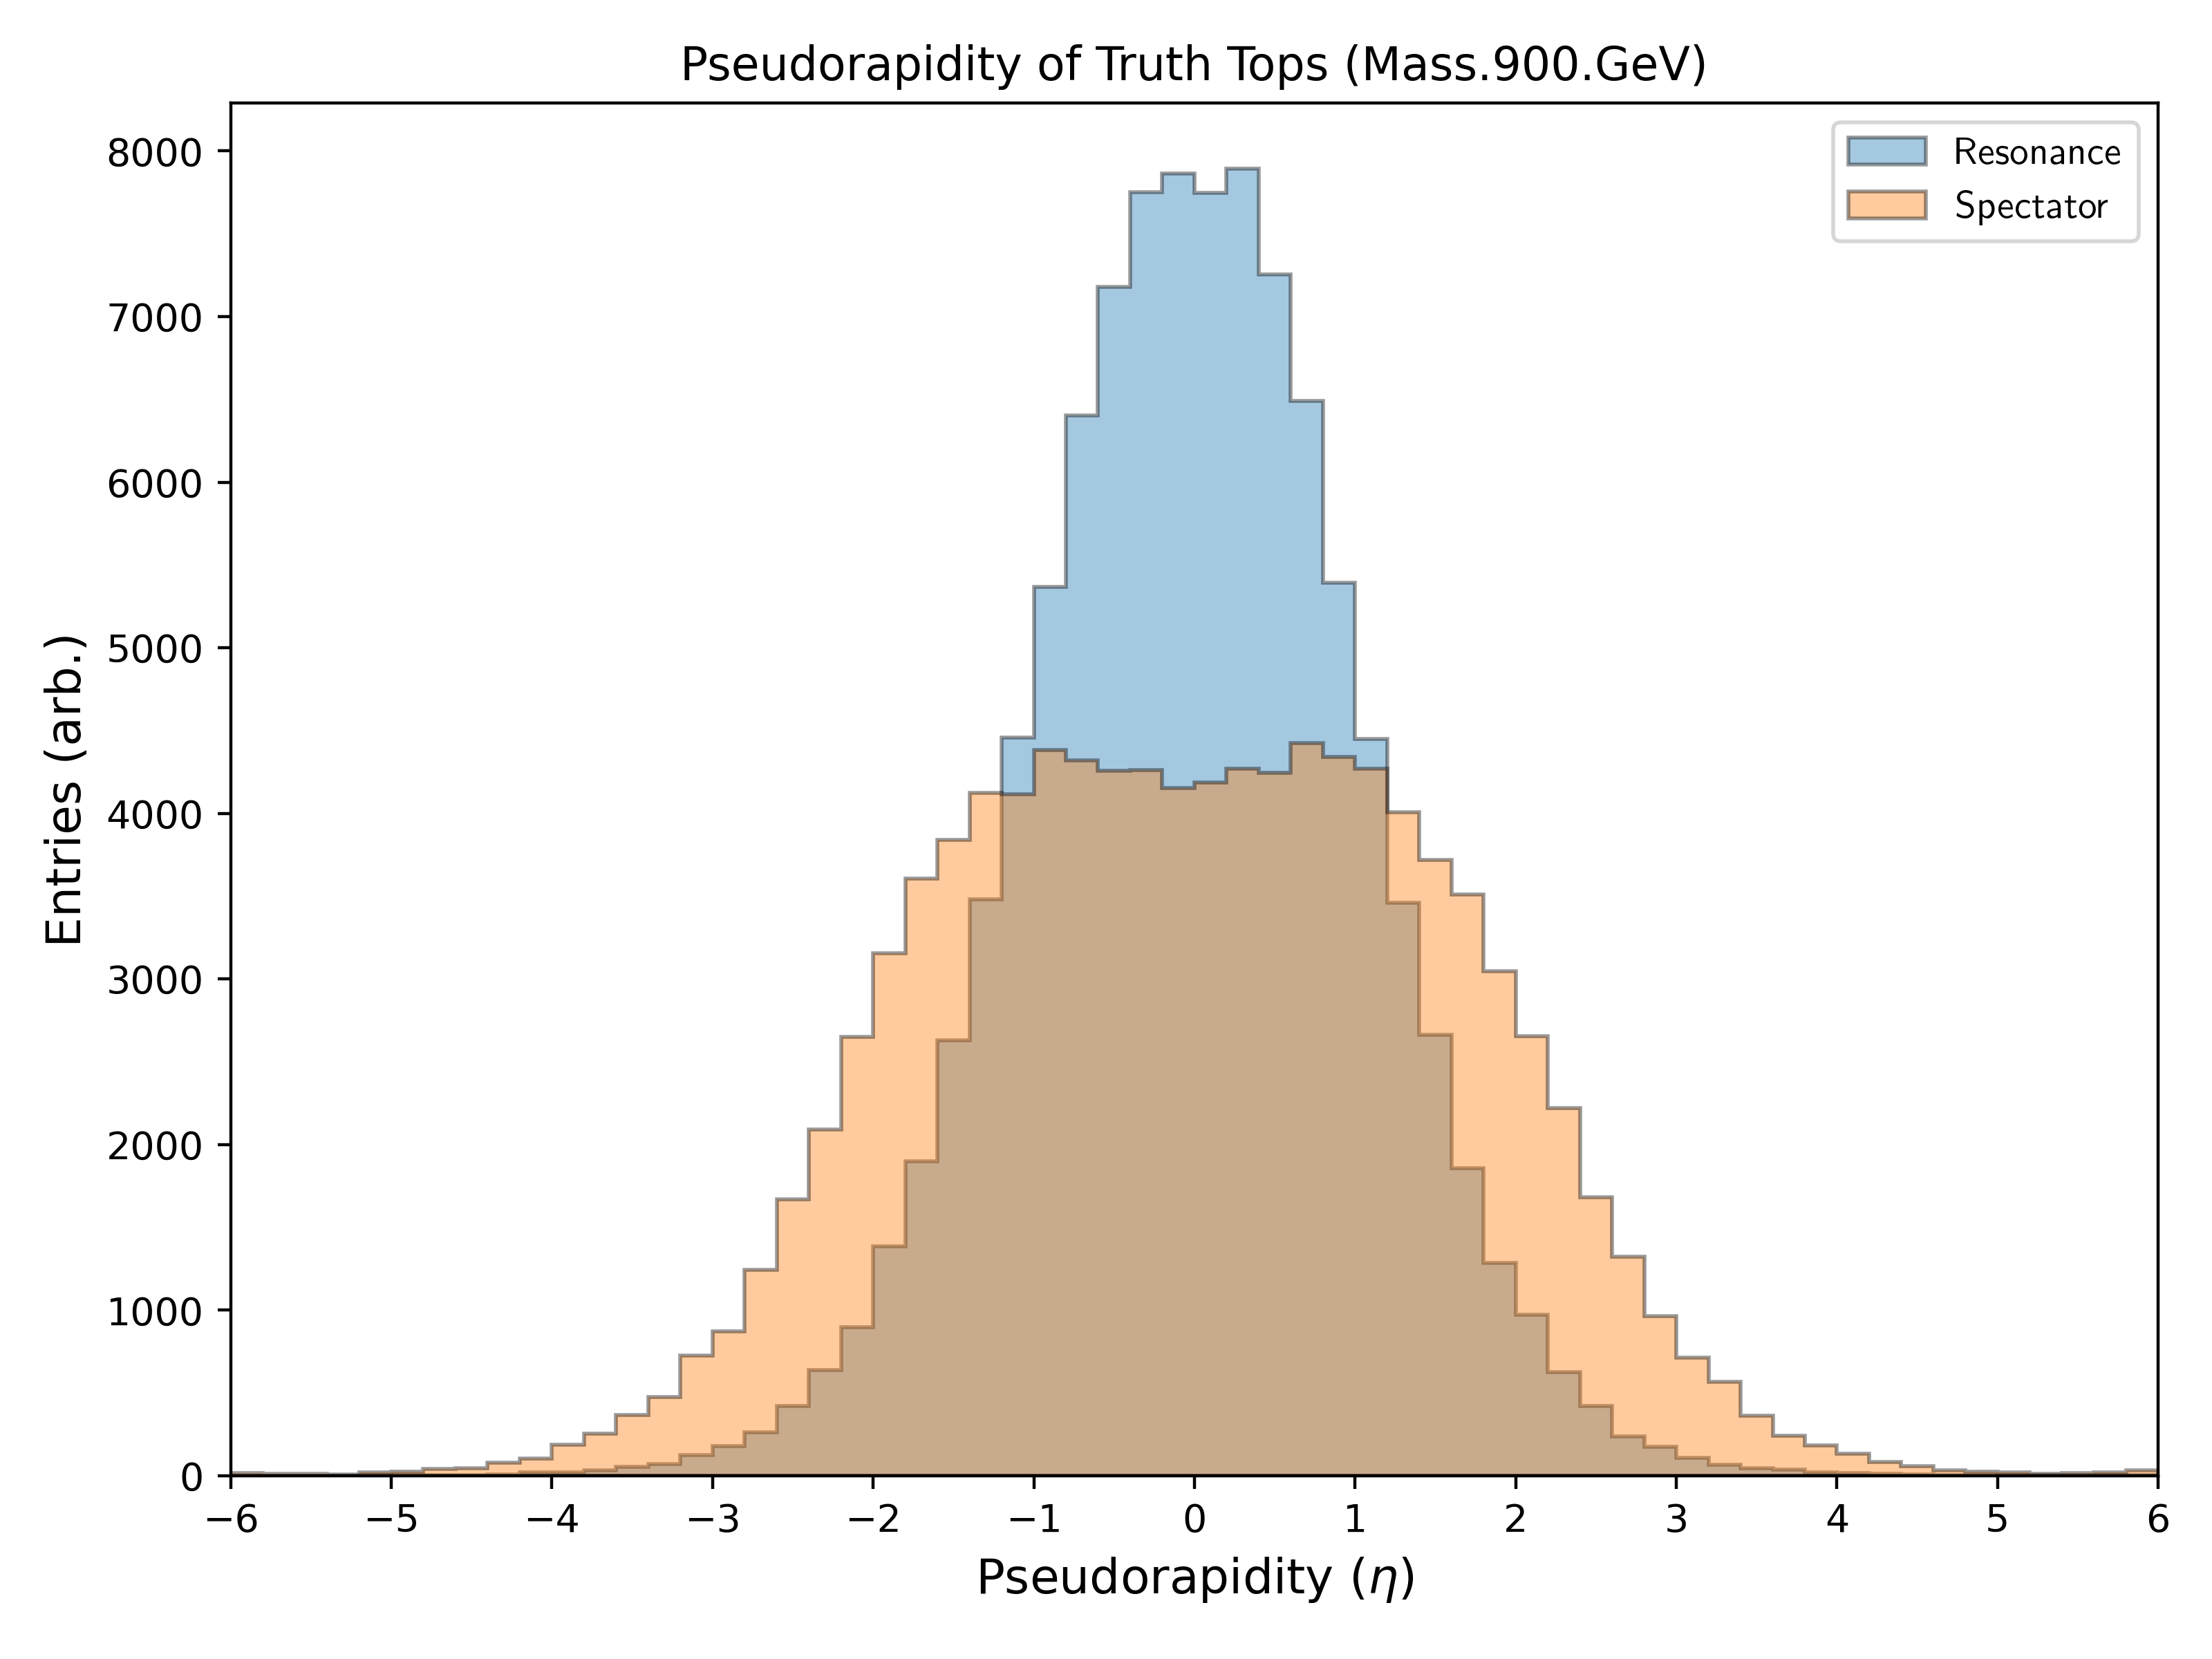 Pseudorapidity of Truth Tops (Mass.900.GeV)
Resonance
Spectator
8000
7000
6000
5000
4000
3000
2000
1000
0
Entries (arb.)
−6 −5 −4 −3 −2 −1 0 1 2 3 4 5 6
Pseudorapidity (η)